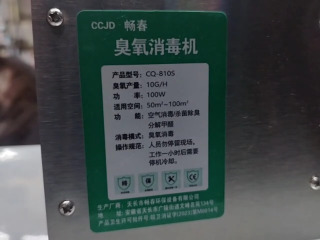 CCJD 畅春
臭氧消毒机
产品型号: CQ-810S
臭氧产量: 10G/H
功 率: 100W
适用空间: 50m³~100m³
功 能: 空气消毒/杀菌除臭
分解甲醛
消毒模式: 臭氧消毒
操作规范: 人员勿停留现场,
工作一小时后需要
停机冷却。